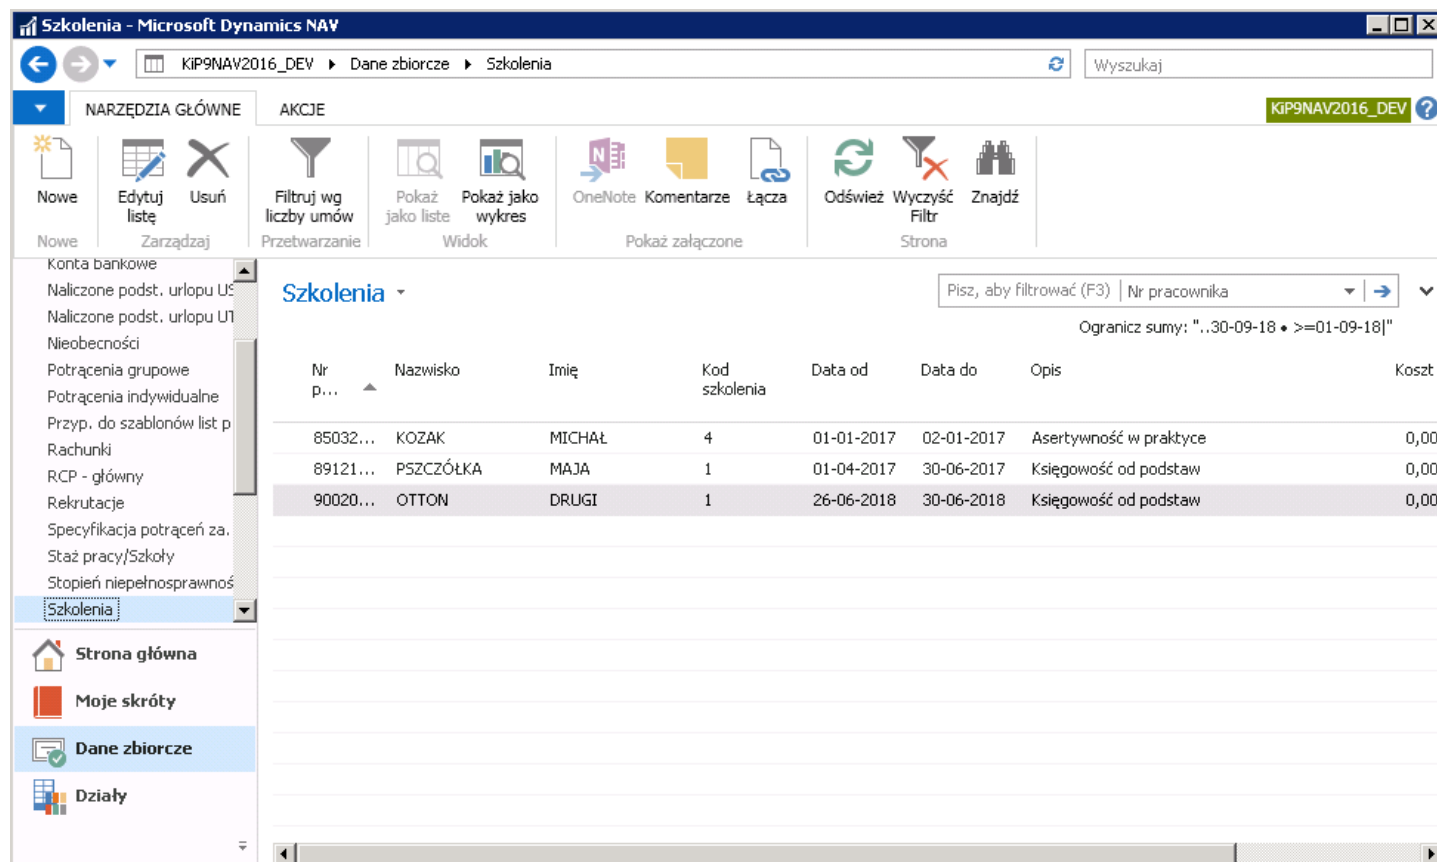 Szkolenia - Microsoft Dynamics NAV
KiP9NAV2016_DEV Dane zbiorcze Szkolenia
Wyszukaj
NARZĘDZIA GŁÓWNE AKCJE
KiP9NAV2016_DEV
Nowe
Edytuj listę
Usuń
Filtruj wg liczby umów
Pokaż jako liste
Pokaż jako wykres
OneNote
Komentarze
Łącza
Odśwież
Wyczyść Filtr
Znajdź
Nowe Zarządzaj Przetwarzanie Widok Pokaż załączone Strona
Konta bankowe
Naliczone podst. urlopu
Naliczone podst. urlopu
Nieobecności
Potrącenia grupowe
Potrącenia indywidualne
Przyp. do szablonów list p
Rachunki
RCP - główny
Rekrutacje
Specyfikacja potrąceń za.
Staż pracy/Szkoły
Stopień niepełnosprawnoś
Szkolenia
Strona główna
Moje skróty
Dane zbiorcze
Działy
Szkolenia
Pisz, aby filtrować (F3) Nr pracownika
Ogranicz sumy: "..30-09-18 • >=01-09-18|"
Nr p... Nazwisko Imię Kod szkolenia Data od Data do Opis Koszt
85032... KOZAK MICHAŁ 4 01-01-2017 02-01-2017 Asertywność w praktyce 0,00
89121... PSZCZÓŁKA MAJA 1 01-04-2017 30-06-2017 Księgowość od podstaw 0,00
90020... OTTON DRUGI 1 26-06-2018 30-06-2018 Księgowość od podstaw 0,00